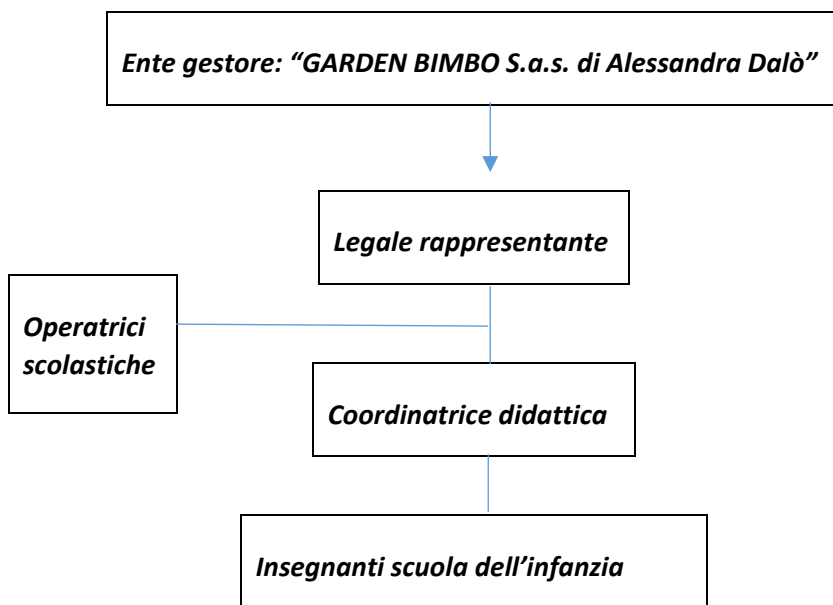 Ente gestore: “GARDEN BIMBO S.a.s. di Alessandra Dalò”
Legale rappresentante
Operatrici
scolastiche
Coordinatrice didattica
Insegnanti scuola dell’infanzia